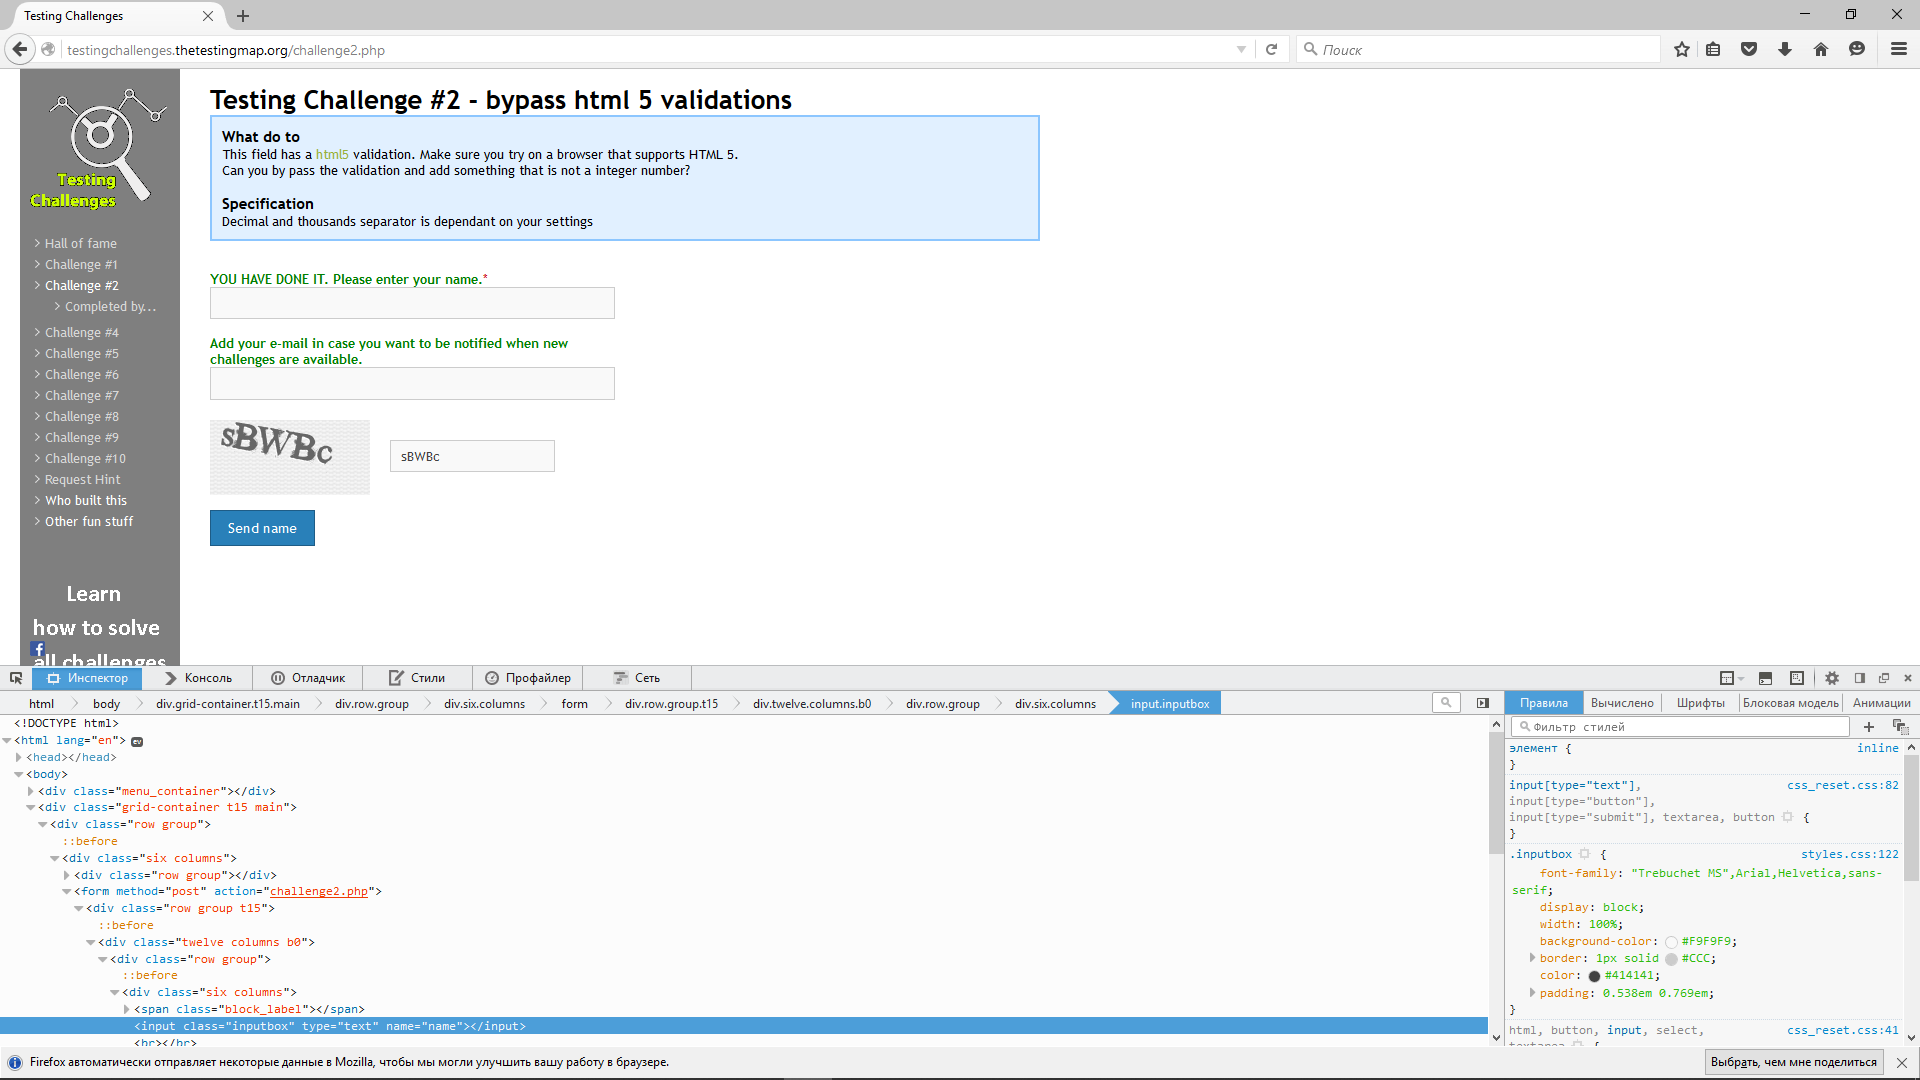 Testing Challenges
testingchallenges.thetestingmap.org/challenge2.php
Поиск
Testing
Challenges
Hall of fame
Challenge #1
Challenge #2
Completed by...
Challenge #4
Challenge #5
Challenge #6
Challenge #7
Challenge #8
Challenge #9
Challenge #10
Request Hint
Who built this
Other fun stuff
Learn
how to solve
all challenges
Testing Challenge #2 - bypass html 5 validations
What do to
This field has a html5 validation. Make sure you try on a browser that supports HTML 5.
Can you by pass the validation and add something that is not a integer number?
Specification
Decimal and thousands separator is dependant on your settings
YOU HAVE DONE IT. Please enter your name.*
Add your e-mail in case you want to be notified when new
challenges are available.
sBWBc
sBWBc
Send name
Инспектор Консоль Отладчик Стили Профайлер Сеть
html body div.grid-container.t15.main div.row.group div.six.columns form div.row.group.t15 div.twelve.columns.b0 div.row.group div.six.columns input.inputbox
<!DOCTYPE html>
<html lang="en"> ev
<head></head>
<body>
<div class="menu_container"></div>
<div class="grid-container t15 main">
<div class="row group">
::before
<div class="six columns">
<div class="row group"></div>
<form method="post" action="challenge2.php">
<div class="row group t15">
::before
<div class="twelve columns b0">
<div class="row group">
::before
<div class="six columns">
<span class="block_label"></span>
<input class="inputbox" type="text" name="name"></input>
<br></br>
Правила Вычислено Шрифты Блоковая модель Анимации
Фильтр стилей
элемент { inline
}
input[type="text"], css_reset.css:82
input[type="button"],
input[type="submit"], textarea, button {
}
.inputbox { styles.css:122
font-family: "Trebuchet MS",Arial,Helvetica,sans-
serif;
display: block;
width: 100%;
background-color: #F9F9F9;
border: 1px solid #CCC;
color: #414141;
padding: 0.538em 0.769em;
}
html, button, input, select, css_reset.css:41
textarea {
Firefox автоматически отправляет некоторые данные в Mozilla, чтобы мы могли улучшить вашу работу в браузере.
Выбрать, чем мне поделиться